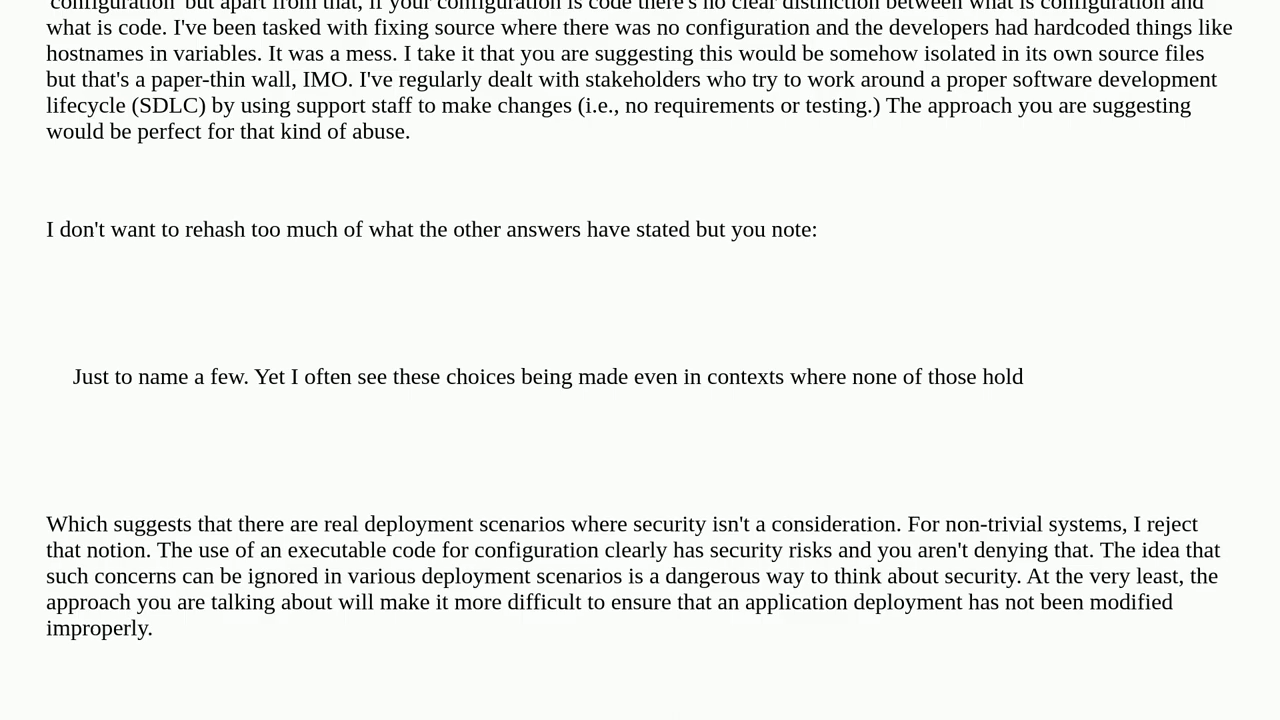 'configuration' but apart from that, if your configuration is code there's no clear distinction between what is configuration and
what is code. I've been tasked with fixing source where there was no configuration and the developers had hardcoded things like
hostnames in variables. It was a mess. I take it that you are suggesting this would be somehow isolated in its own source files
but that's a paper-thin wall, IMO. I've regularly dealt with stakeholders who try to work around a proper software development
lifecycle (SDLC) by using support staff to make changes (i.e., no requirements or testing.) The approach you are suggesting
would be perfect for that kind of abuse.
I don't want to rehash too much of what the other answers have stated but you note:
Just to name a few. Yet I often see these choices being made even in contexts where none of those hold
Which suggests that there are real deployment scenarios where security isn't a consideration. For non-trivial systems, I reject
that notion. The use of an executable code for configuration clearly has security risks and you aren't denying that. The idea that
such concerns can be ignored in various deployment scenarios is a dangerous way to think about security. At the very least, the
approach you are talking about will make it more difficult to ensure that an application deployment has not been modified
improperly.